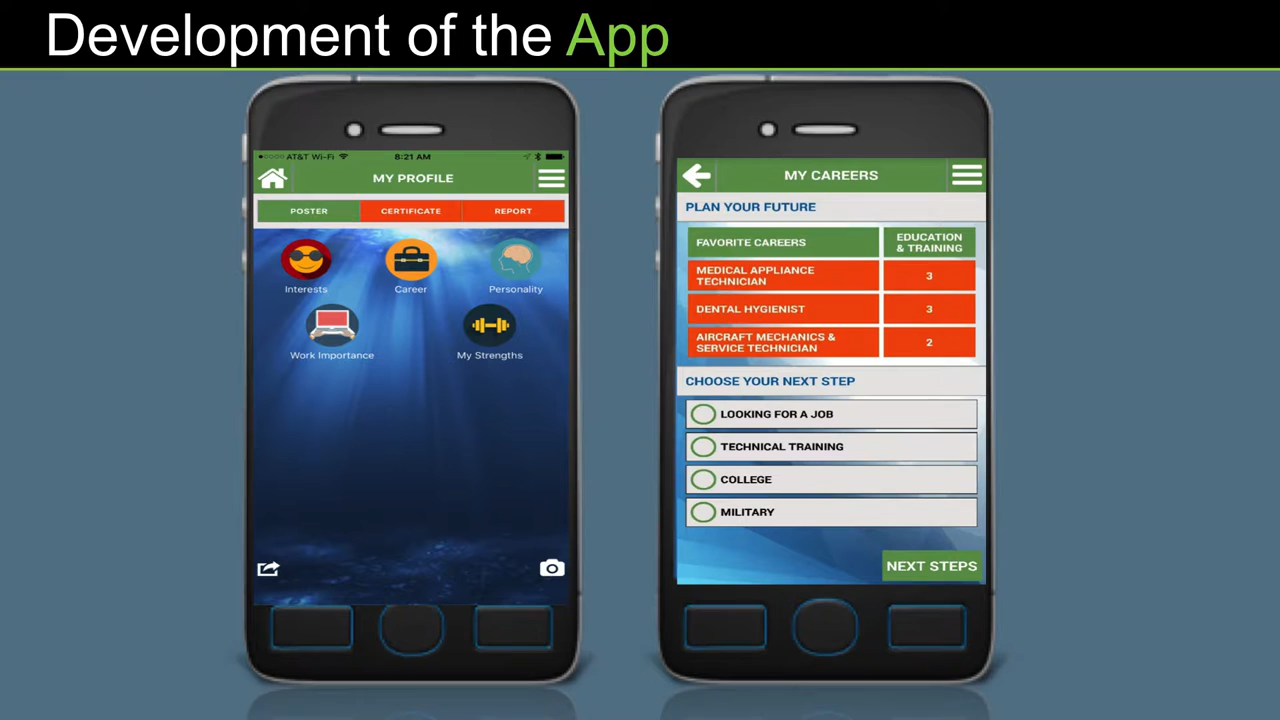 Development of the App
AT&T Wi-Fi 8:21 AM
MY PROFILE
POSTER CERTIFICATE REPORT
Interests Career Personality
Work Importance My Strengths
MY CAREERS
PLAN YOUR FUTURE
FAVORITE CAREERS
EDUCATION
& TRAINING
MEDICAL APPLIANCE
TECHNICIAN
3
DENTAL HYGIENIST 3
AIRCRAFT MECHANICS &
SERVICE TECHNICIAN
2
CHOOSE YOUR NEXT STEP
LOOKING FOR A JOB
TECHNICAL TRAINING
COLLEGE
MILITARY
NEXT STEPS